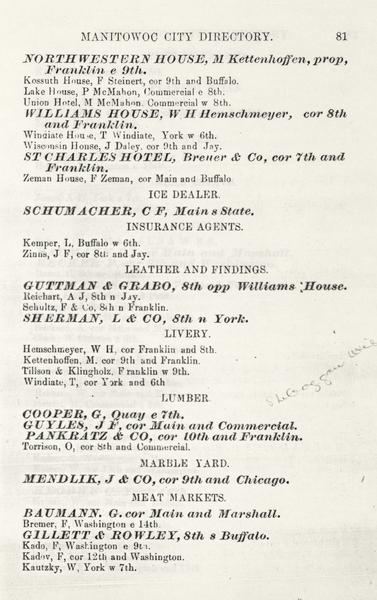 MANITOWOC CITY DIRECTORY. 81
NORTHWESTERN HOUSE, M Kettenhoffen, prop,
Franklin e 9th.
Kossuth House, F Steinert, cor 9th and Buffalo.
Lake House, P McMahon, Commercial e 8th.
Union Hotel, M McMahon, Commercial w 8th.
WILLIAMS HOUSE, W H Hemschmeyer, cor 8th
and Franklin.
Windiate House, T Windiate, York w 6th.
Wisconsin House, J Daley, cor 9th and Jay.
ST CHARLES HOTEL, Breuer & Co, cor 7th and
Franklin.
Zeman House, F Zeman, cor Main and Buffalo
ICE DEALER.
SCHUMACHER, C F, Main s State.
INSURANCE AGENTS.
Kemper, L, Buffalo w 6th.
Zinns, J F, cor 8th and Jay.
LEATHER AND FINDINGS.
GUTTMAN & GRABO, 8th opp Williams House.
Reichart, A J, 8th n Jay.
Schultz, F & Co, 8th n Franklin.
SHERMAN, L & CO, 8th n York.
LIVERY.
Hemschmeyer, W H, cor Franklin and 8th.
Kettenhoffen, M. cor 9th and Franklin.
Tillson & Klingholz, Franklin w 9th.
Windiate, T, cor York and 6th
LUMBER
COOPER, G, Quay e 7th.
GUYLES, J F, cor Main and Commercial.
PANKRATZ & CO, cor 10th and Franklin.
Torrison, O, cor 8th and Commercial.
MARBLE YARD.
MENDLIK, J & CO, cor 9th and Chicago.
MEAT MARKETS.
BAUMANN, G. cor Main and Marshall.
Bremer, F, Washington e 14th.
GILLETT & ROWLEY, 8th s Buffalo.
Kado, F, Washington e 9th.
Kadov, F, cor 12th and Washington.
Kautzky, W, York w 7th.